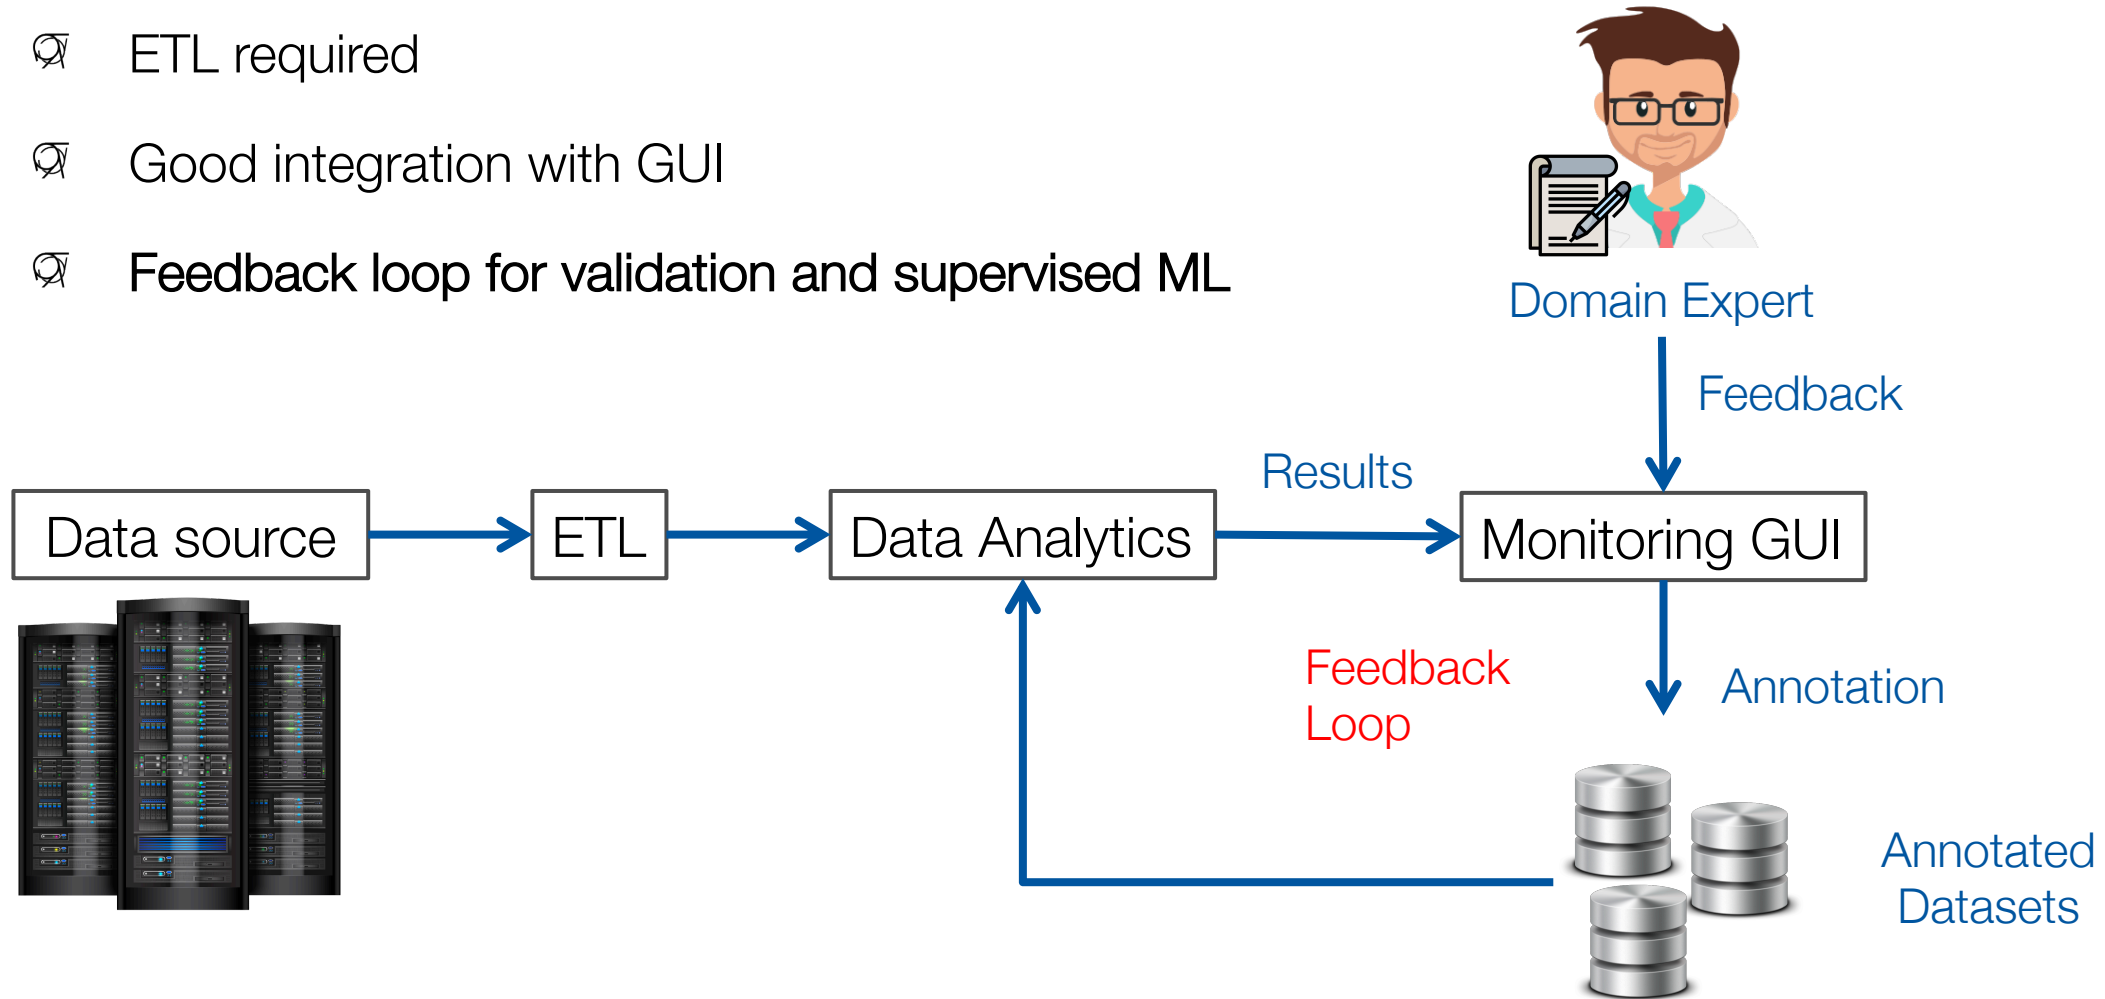 ETL required
Good integration with GUI
Feedback loop for validation and supervised ML
Domain Expert
Feedback
Results
Data source
ETL
Data Analytics
Monitoring GUI
Feedback
Loop
Annotation
Annotated
Datasets